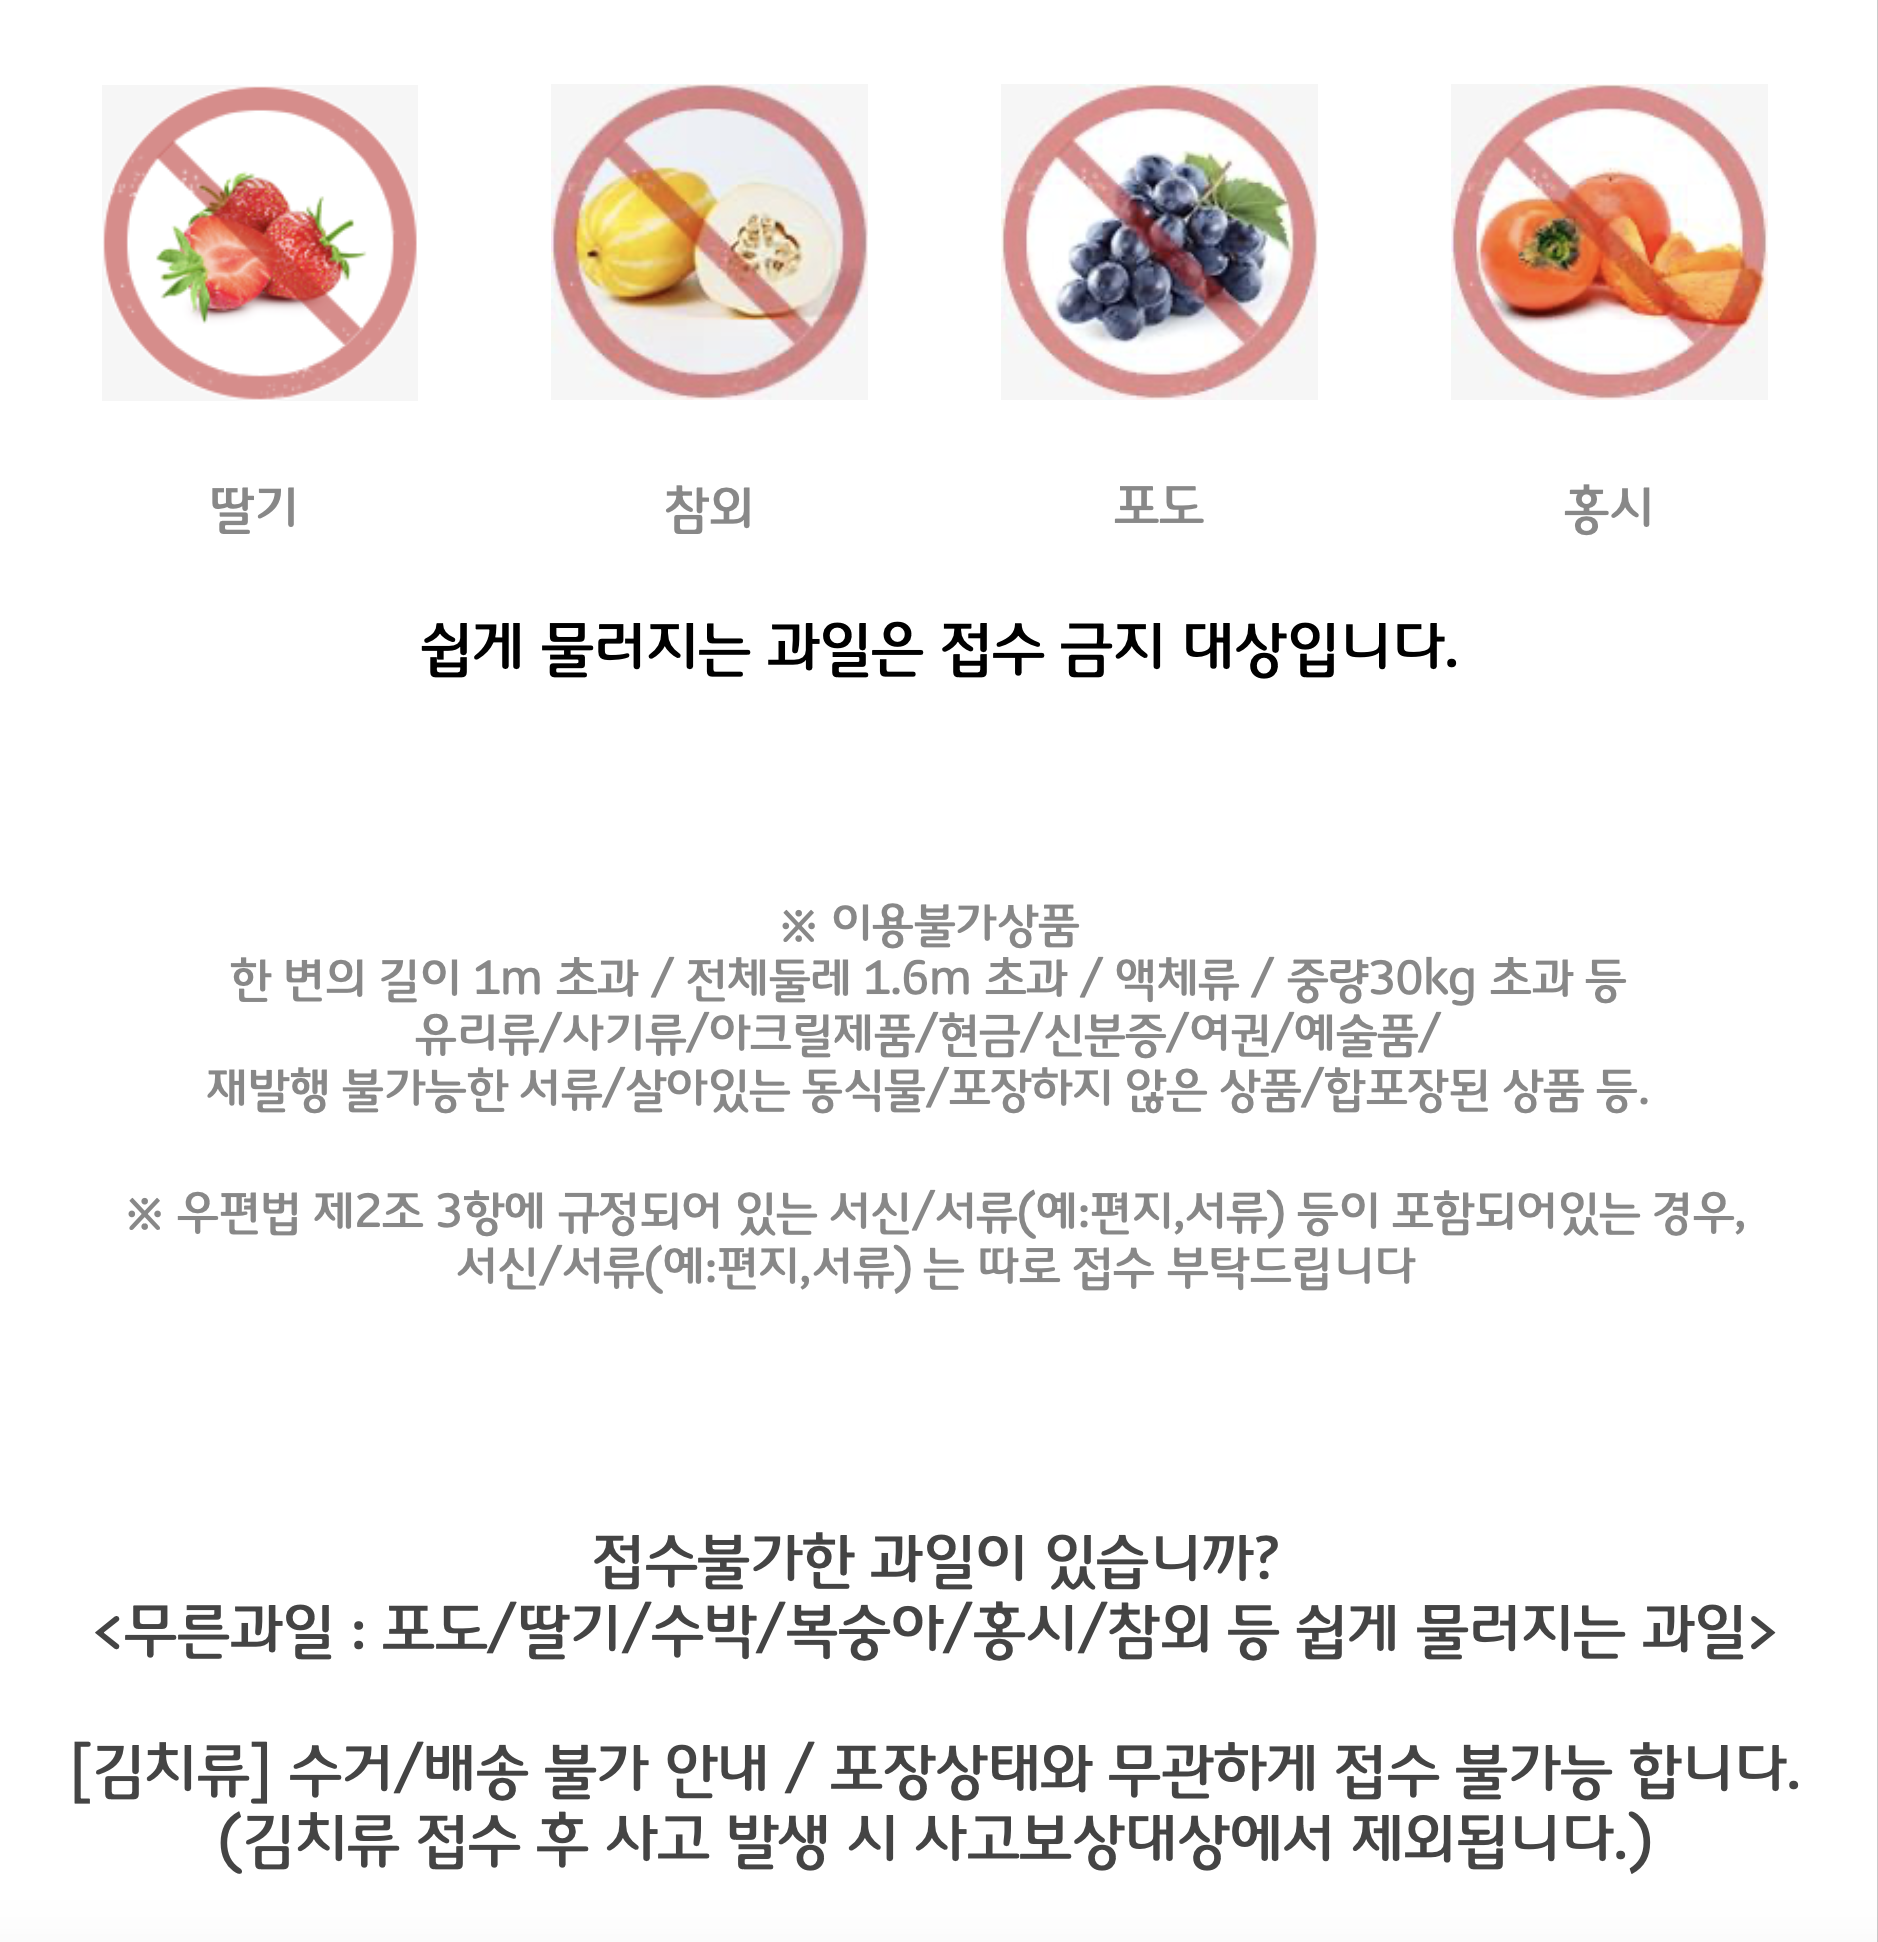 딸기
참외
포도
홍시
쉽게 물러지는 과일은 접수 금지 대상입니다.
※ 이용불가상품
한 변의 길이 1m 초과 / 전체둘레 1.6m 초과 / 액체류 / 중량30kg 초과 등
유리류/사기류/아크릴제품/현금/신분증/여권/예술품/
재발행 불가능한 서류/살아있는 동식물/포장하지 않은 상품/합포장된 상품 등.
※ 우편법 제2조 3항에 규정되어 있는 서신/서류(예:편지,서류) 등이 포함되어있는 경우,
서신/서류(예:편지,서류) 는 따로 접수 부탁드립니다
접수불가한 과일이 있습니까?
<무른과일 : 포도/딸기/수박/복숭아/홍시/참외 등 쉽게 물러지는 과일>
[김치류] 수거/배송 불가 안내 / 포장상태와 무관하게 접수 불가능 합니다.
(김치류 접수 후 사고 발생 시 사고보상대상에서 제외됩니다.)